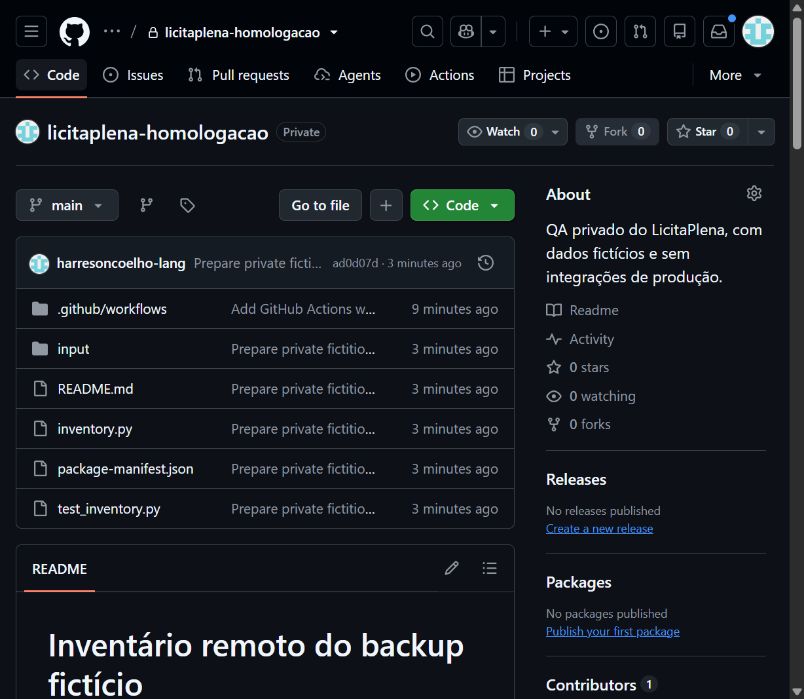 ··· / licitaplena-homologacao
Code Issues Pull requests Agents Actions Projects More
licitaplena-homologacao Private
Watch 0 Fork 0 Star 0
main Go to file + Code
harresoncoelho-lang Prepare private ficti... ad0d07d · 3 minutes ago
.github/workflows Add GitHub Actions w... 9 minutes ago
input Prepare private fictitio... 3 minutes ago
README.md Prepare private fictitio... 3 minutes ago
inventory.py Prepare private fictitio... 3 minutes ago
package-manifest.json Prepare private fictitio... 3 minutes ago
test_inventory.py Prepare private fictitio... 3 minutes ago
README
Inventário remoto do backup
fictício
About
QA privado do LicitaPlena, com
dados fictícios e sem
integrações de produção.
Readme
Activity
0 stars
0 watching
0 forks
Releases
No releases published
Create a new release
Packages
No packages published
Publish your first package
Contributors 1